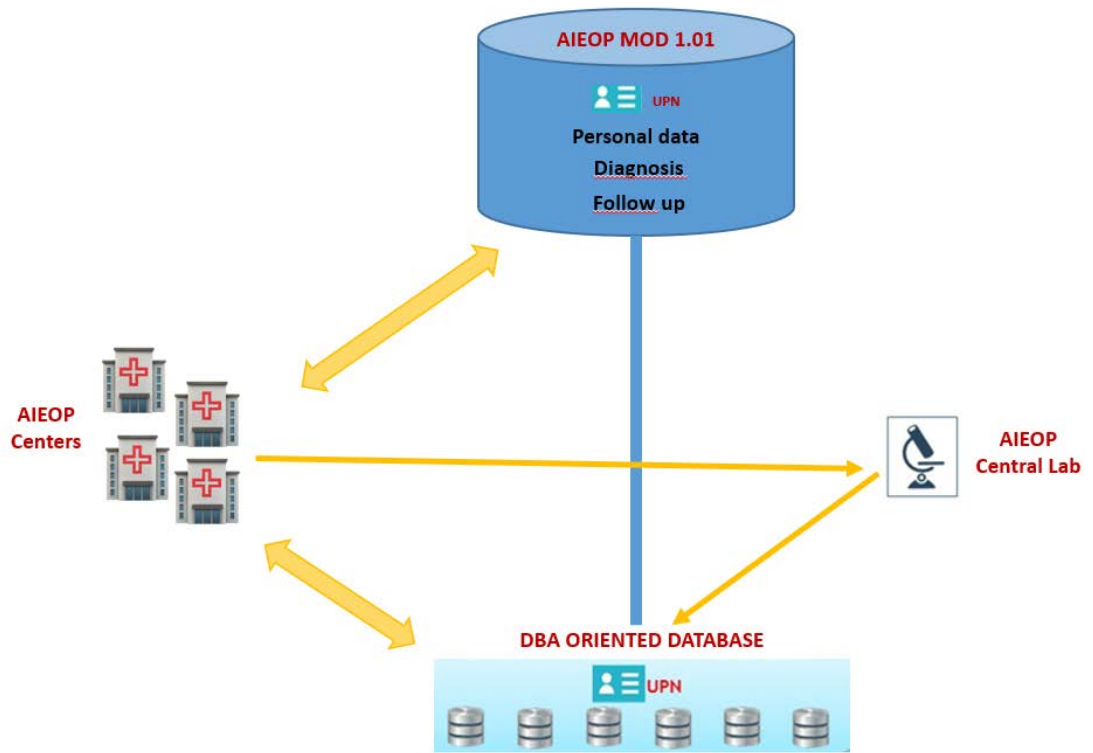 AIEOP MOD 1.01
UPN
Personal data
Diagnosis
Follow up
AIEOP
Centers
AIEOP
Central Lab
DBA ORIENTED DATABASE
UPN